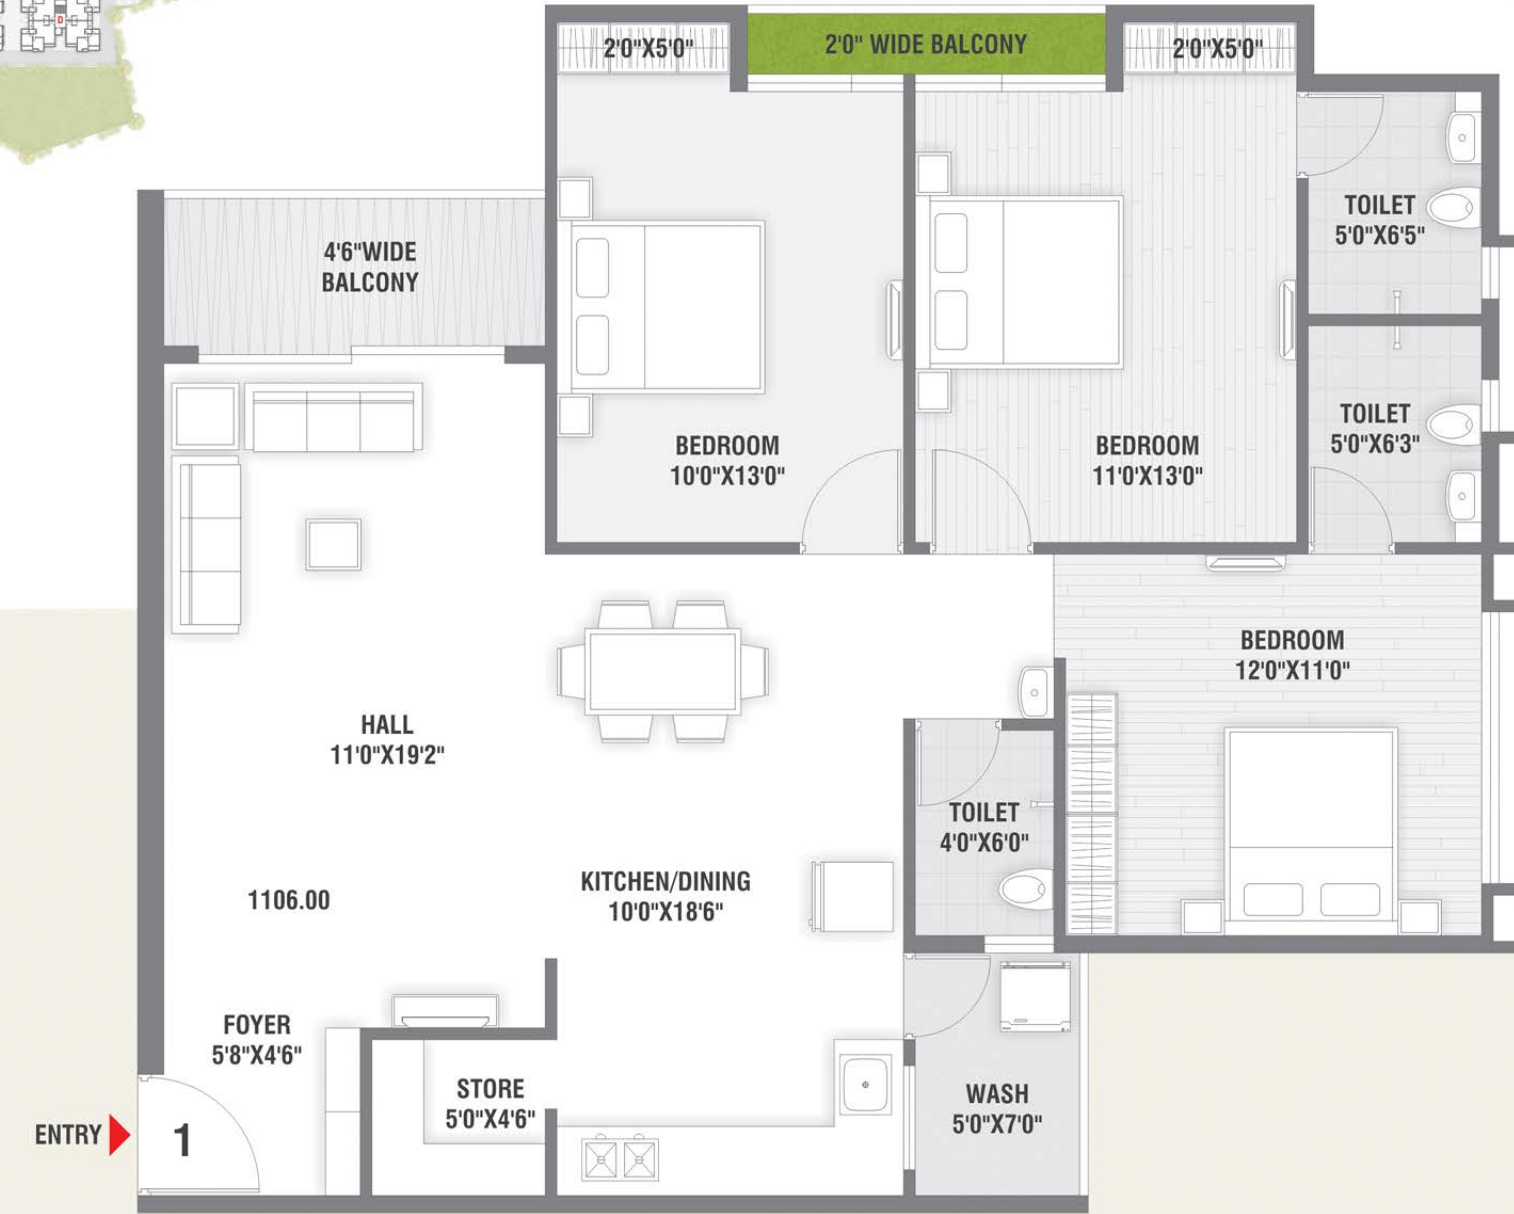 D
2'0"X5'0"
2'0" WIDE BALCONY
2'0"X5'0"
TOILET
5'0"X6'5"
4'6"WIDE
BALCONY
BEDROOM
10'0"X13'0"
BEDROOM
11'0'X13'0"
TOILET
5'0"X6'3"
BEDROOM
12'0"X11'0"
HALL
11'0"X19'2"
TOILET
4'0"X6'0"
KITCHEN/DINING
10'0"X18'6"
1106.00
FOYER
5'8"X4'6"
STORE
5'0"X4'6"
WASH
5'0"X7'0"
ENTRY
1